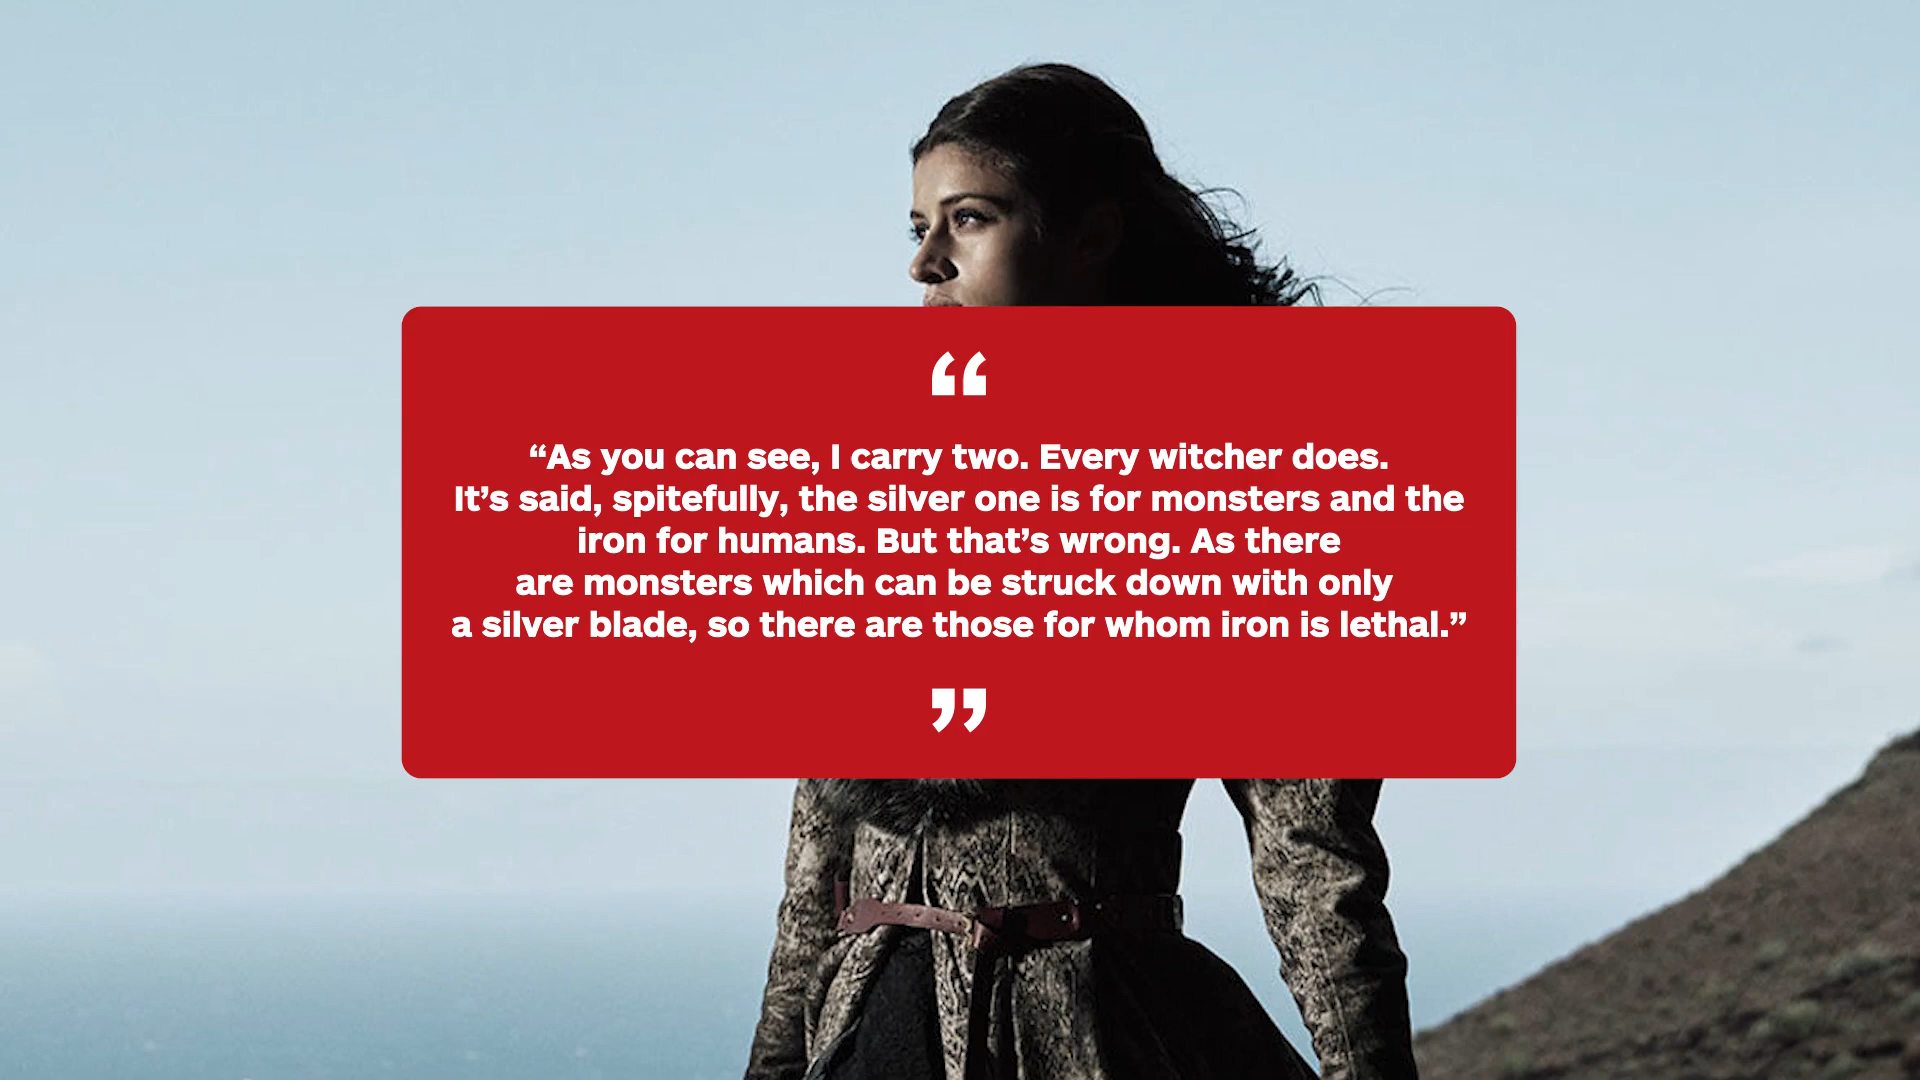 “
“As you can see, I carry two. Every witcher does.
It’s said, spitefully, the silver one is for monsters and the
iron for humans. But that’s wrong. As there
are monsters which can be struck down with only
a silver blade, so there are those for whom iron is lethal.”
”